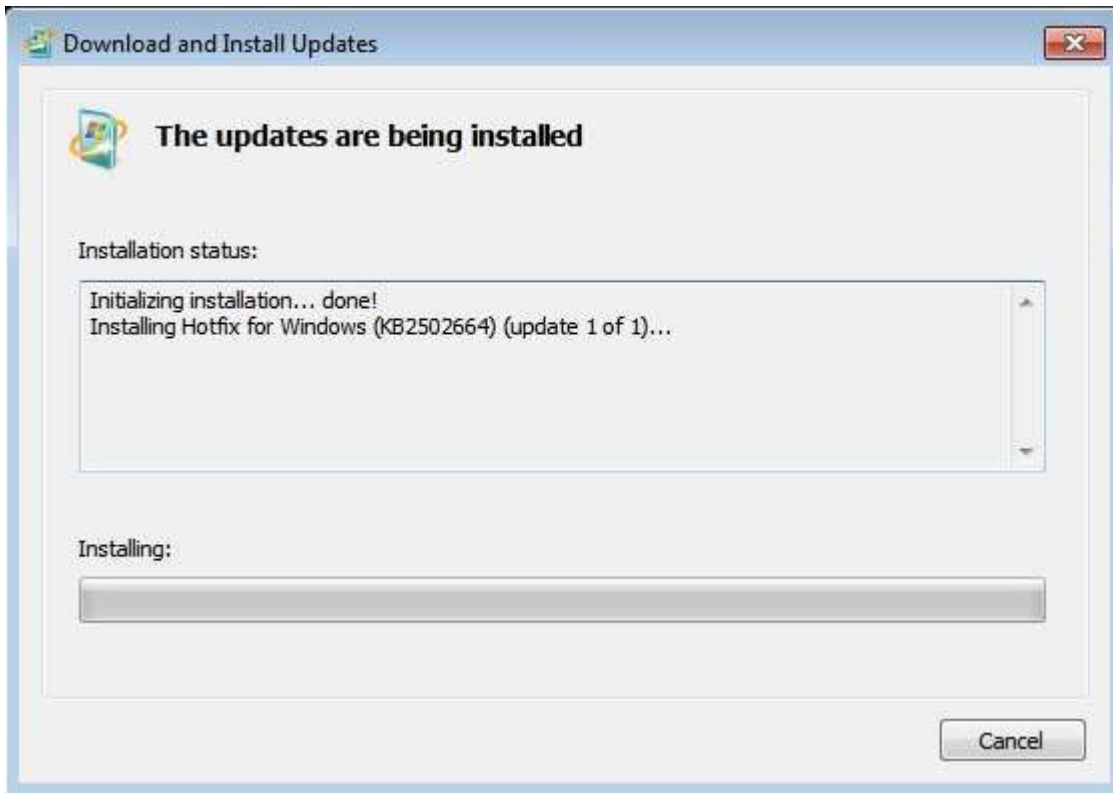 Download and Install Updates
The updates are being installed
Installation status:
Initializing installation... done!
Installing Hotfix for Windows (KB2502664) (update 1 of 1)...
Installing:
Cancel